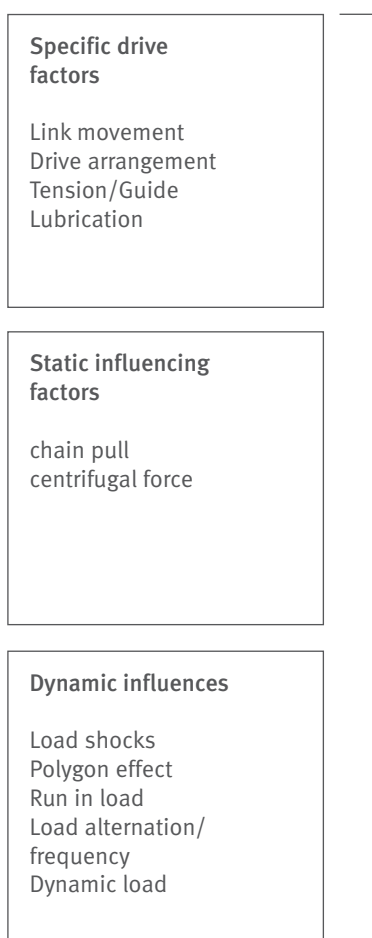 Specific drive
factors
Link movement
Drive arrangement
Tension/Guide
Lubrication
Static influencing
factors
chain pull
centrifugal force
Dynamic influences
Load shocks
Polygon effect
Run in load
Load alternation/
frequency
Dynamic load